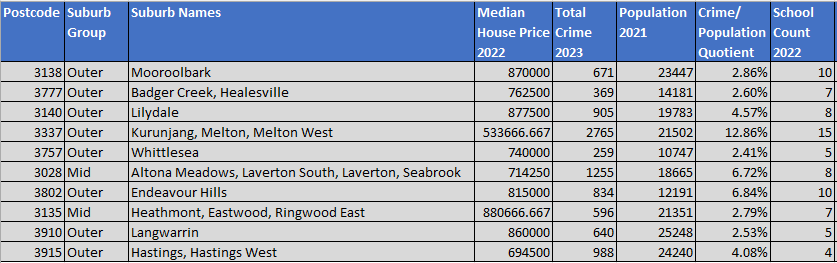 Postcode Suburb Group Suburb Names Median House Price 2022 Total Crime 2023 Population 2021 Crime/ Population Quotient School Count 2022
3138 Outer Mooroolbark 870000 671 23447 2.86% 10
3777 Outer Badger Creek, Healesville 762500 369 14181 2.60% 7
3140 Outer Lilydale 877500 905 19783 4.57% 8
3337 Outer Kurunjang, Melton, Melton West 533666.667 2765 21502 12.86% 15
3757 Outer Whittlesea 740000 259 10747 2.41% 5
3028 Mid Altona Meadows, Laverton South, Laverton, Seabrook 714250 1255 18665 6.72% 8
3802 Outer Endeavour Hills 815000 834 12191 6.84% 10
3135 Mid Heathmont, Eastwood, Ringwood East 880666.667 596 21351 2.79% 7
3910 Outer Langwarrin 860000 640 25248 2.53% 5
3915 Outer Hastings, Hastings West 694500 988 24240 4.08% 4